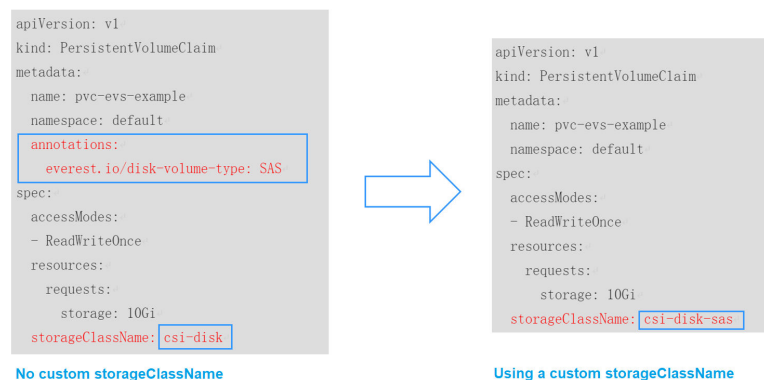 apiVersion: v1
kind: PersistentVolumeClaim
metadata:
  name: pvc-evs-example
  namespace: default
  annotations:
    everest.io/disk-volume-type: SAS
spec:
  accessModes:
  - ReadWriteOnce
  resources:
    requests:
      storage: 10Gi
  storageClassName: csi-disk
No custom storageClassName
apiVersion: v1
kind: PersistentVolumeClaim
metadata:
  name: pvc-evs-example
  namespace: default
spec:
  accessModes:
  - ReadWriteOnce
  resources:
    requests:
      storage: 10Gi
  storageClassName: csi-disk-sas
Using a custom storageClassName